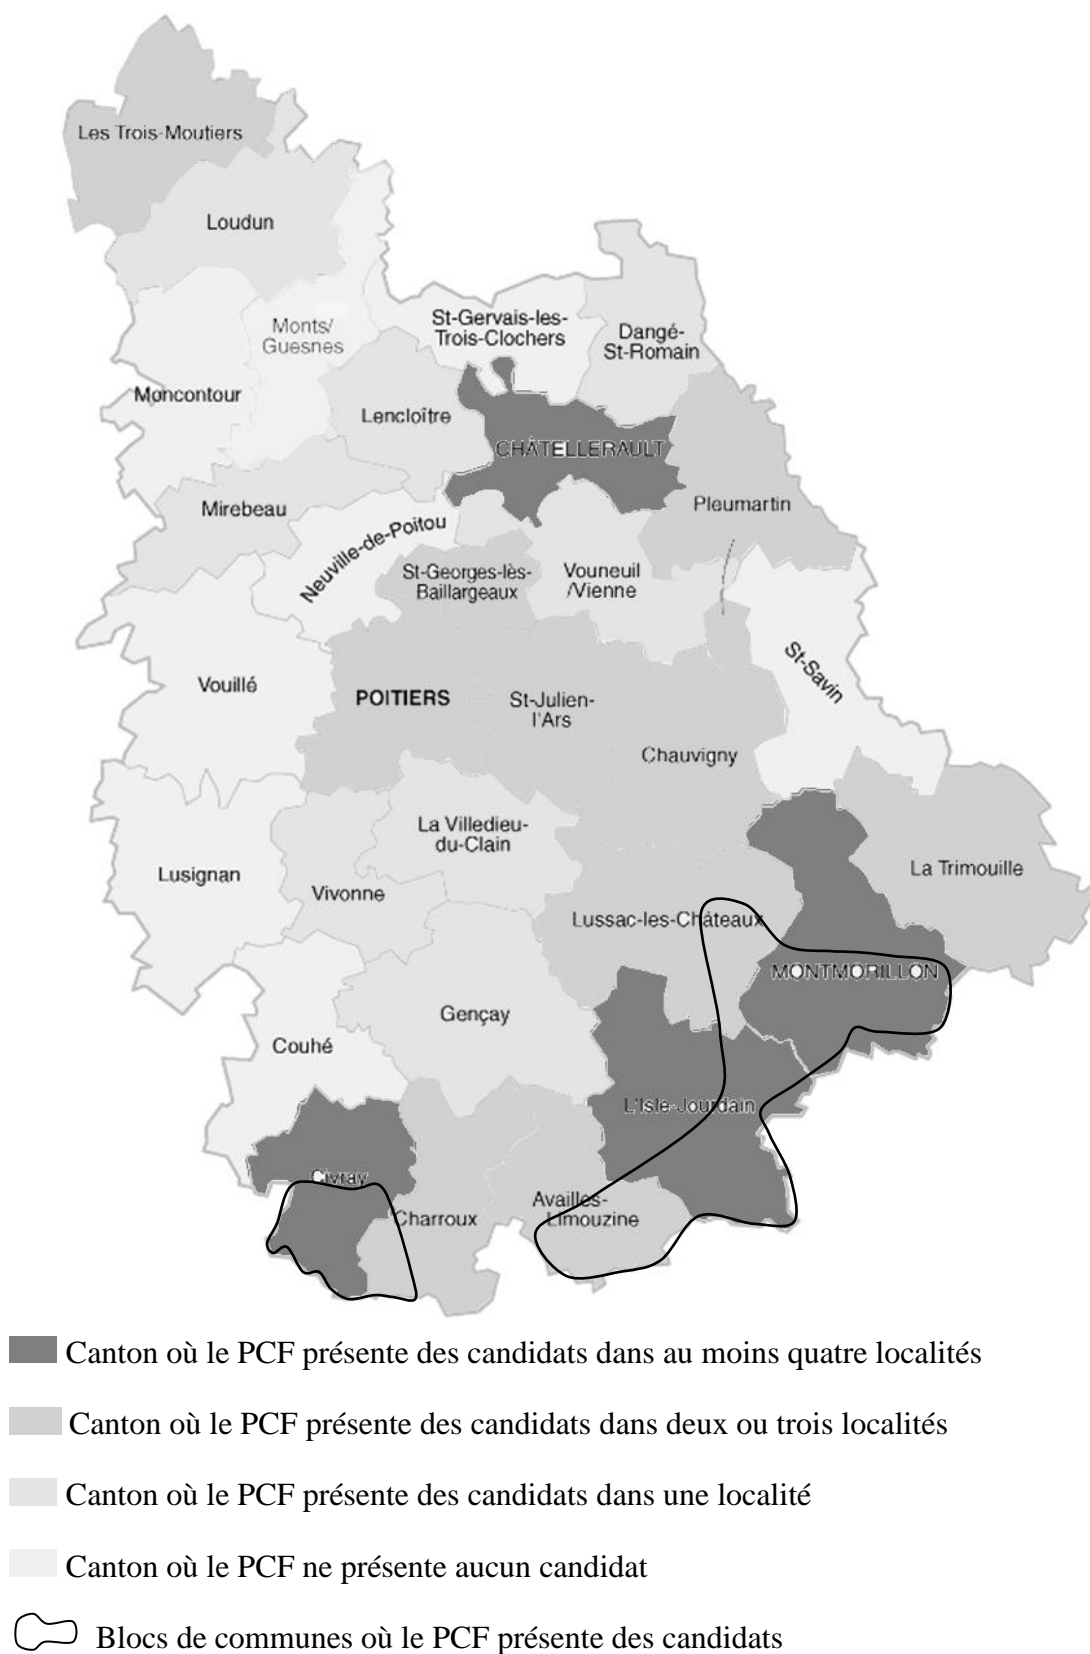 Les Trois-Moutiers
Loudun
St-Gervais-les-
Trois-Clochers
Monts/
Guesnes
Dangé-
St-Romain
Moncontour
Lencloître
CHÂTELLERAULT
Mirebeau
Pleumartin
Neuville-de-Poitou
St-Georges-lès-
Baillargeaux
Vouneuil
/Vienne
St-Savin
Vouillé
POITIERS
St-Julien-
l'Ars
Chauvigny
La Villedieu-
du-Clain
Lusignan
Vivonne
La Trimouille
Lussac-les-Châteaux
MONTMORILLON
Gençay
Couhé
L'Isle-Jourdain
Civray
Charroux
Availles-
Limouzine
Canton où le PCF présente des candidats dans au moins quatre localités
Canton où le PCF présente des candidats dans deux ou trois localités
Canton où le PCF présente des candidats dans une localité
Canton où le PCF ne présente aucun candidat
Blocs de communes où le PCF présente des candidats